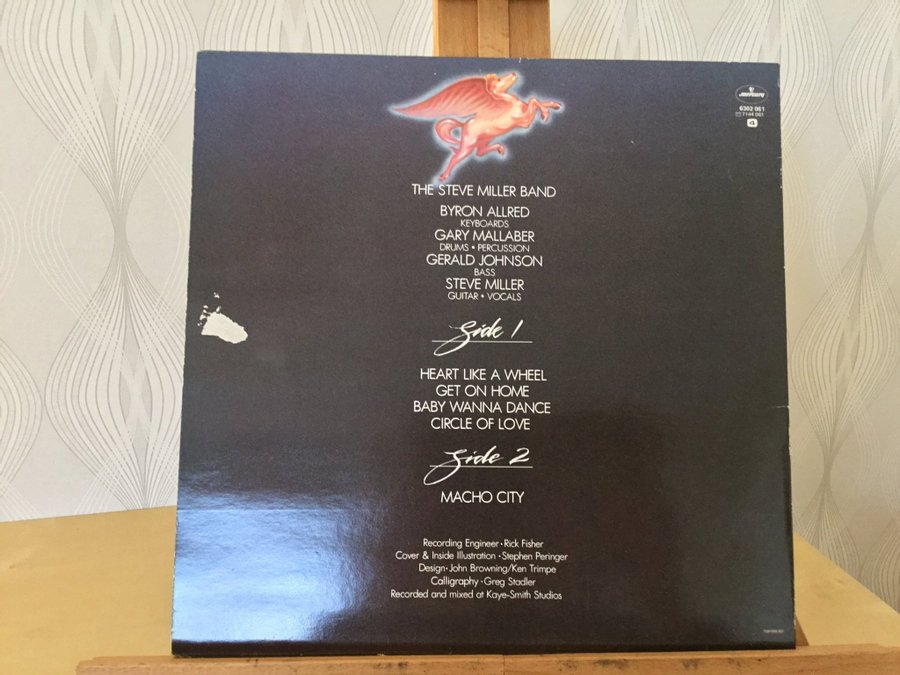 mercury
6302 061
7144 061
4
THE STEVE MILLER BAND
BYRON ALLRED
KEYBOARDS
GARY MALLABER
DRUMS • PERCUSSION
GERALD JOHNSON
BASS
STEVE MILLER
GUITAR • VOCALS
Side 1
HEART LIKE A WHEEL
GET ON HOME
BABY WANNA DANCE
CIRCLE OF LOVE
Side 2
MACHO CITY
Recording Engineer • Rick Fisher
Cover & Inside Illustration • Stephen Peringer
Design • John Browning/Ken Trimpe
Calligraphy • Greg Stadler
Recorded and mixed at Kaye-Smith Studios